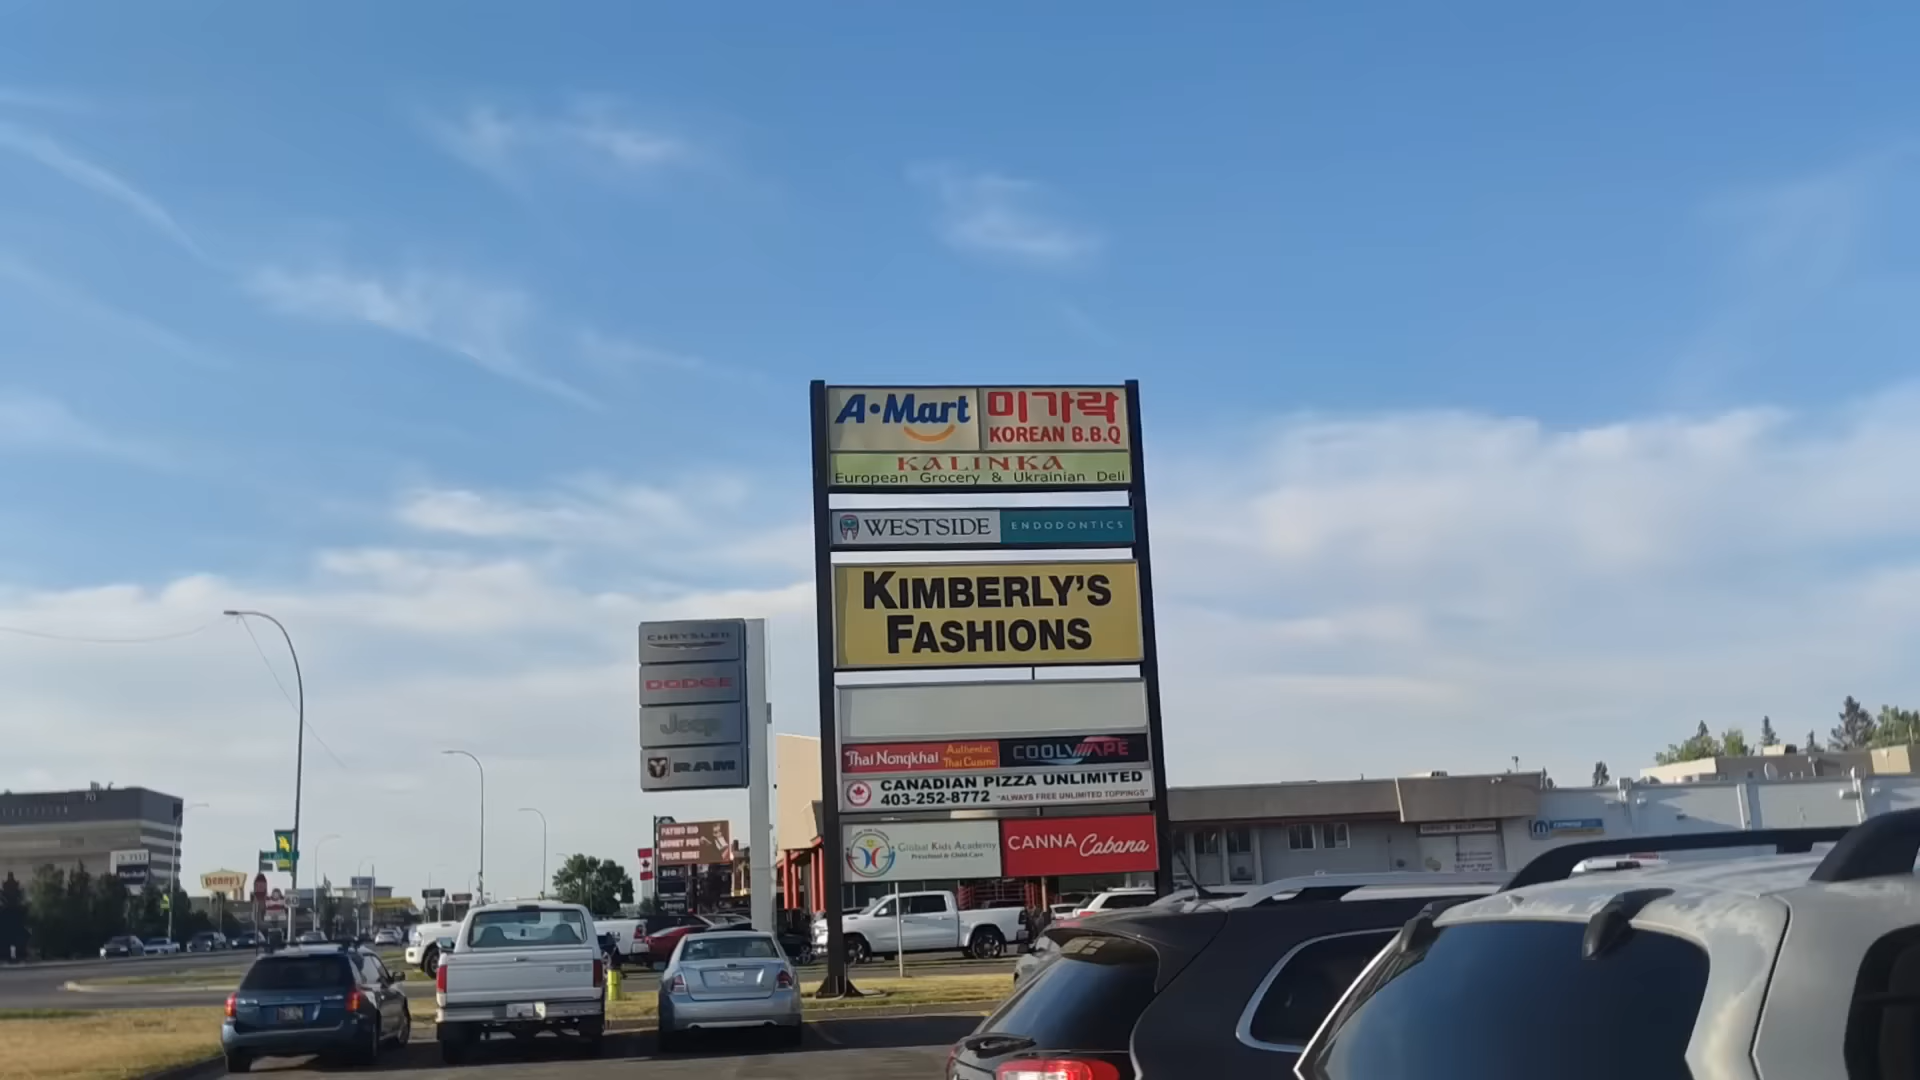 A•Mart
미가락
KOREAN B.B.Q
KALINKA
European Grocery & Ukrainian Deli
WESTSIDE ENDODONTICS
KIMBERLY'S
FASHIONS
CHRYSLER
DODGE
Jeep
RAM
Thai Nongkhai
Authentic
Thai Cuisine
COOLVAPE
CANADIAN PIZZA UNLIMITED
403-252-8772 "ALWAYS FREE UNLIMITED TOPPINGS"
Global Kids Academy
Preschool & Child Care
CANNA Cabana
Denny's